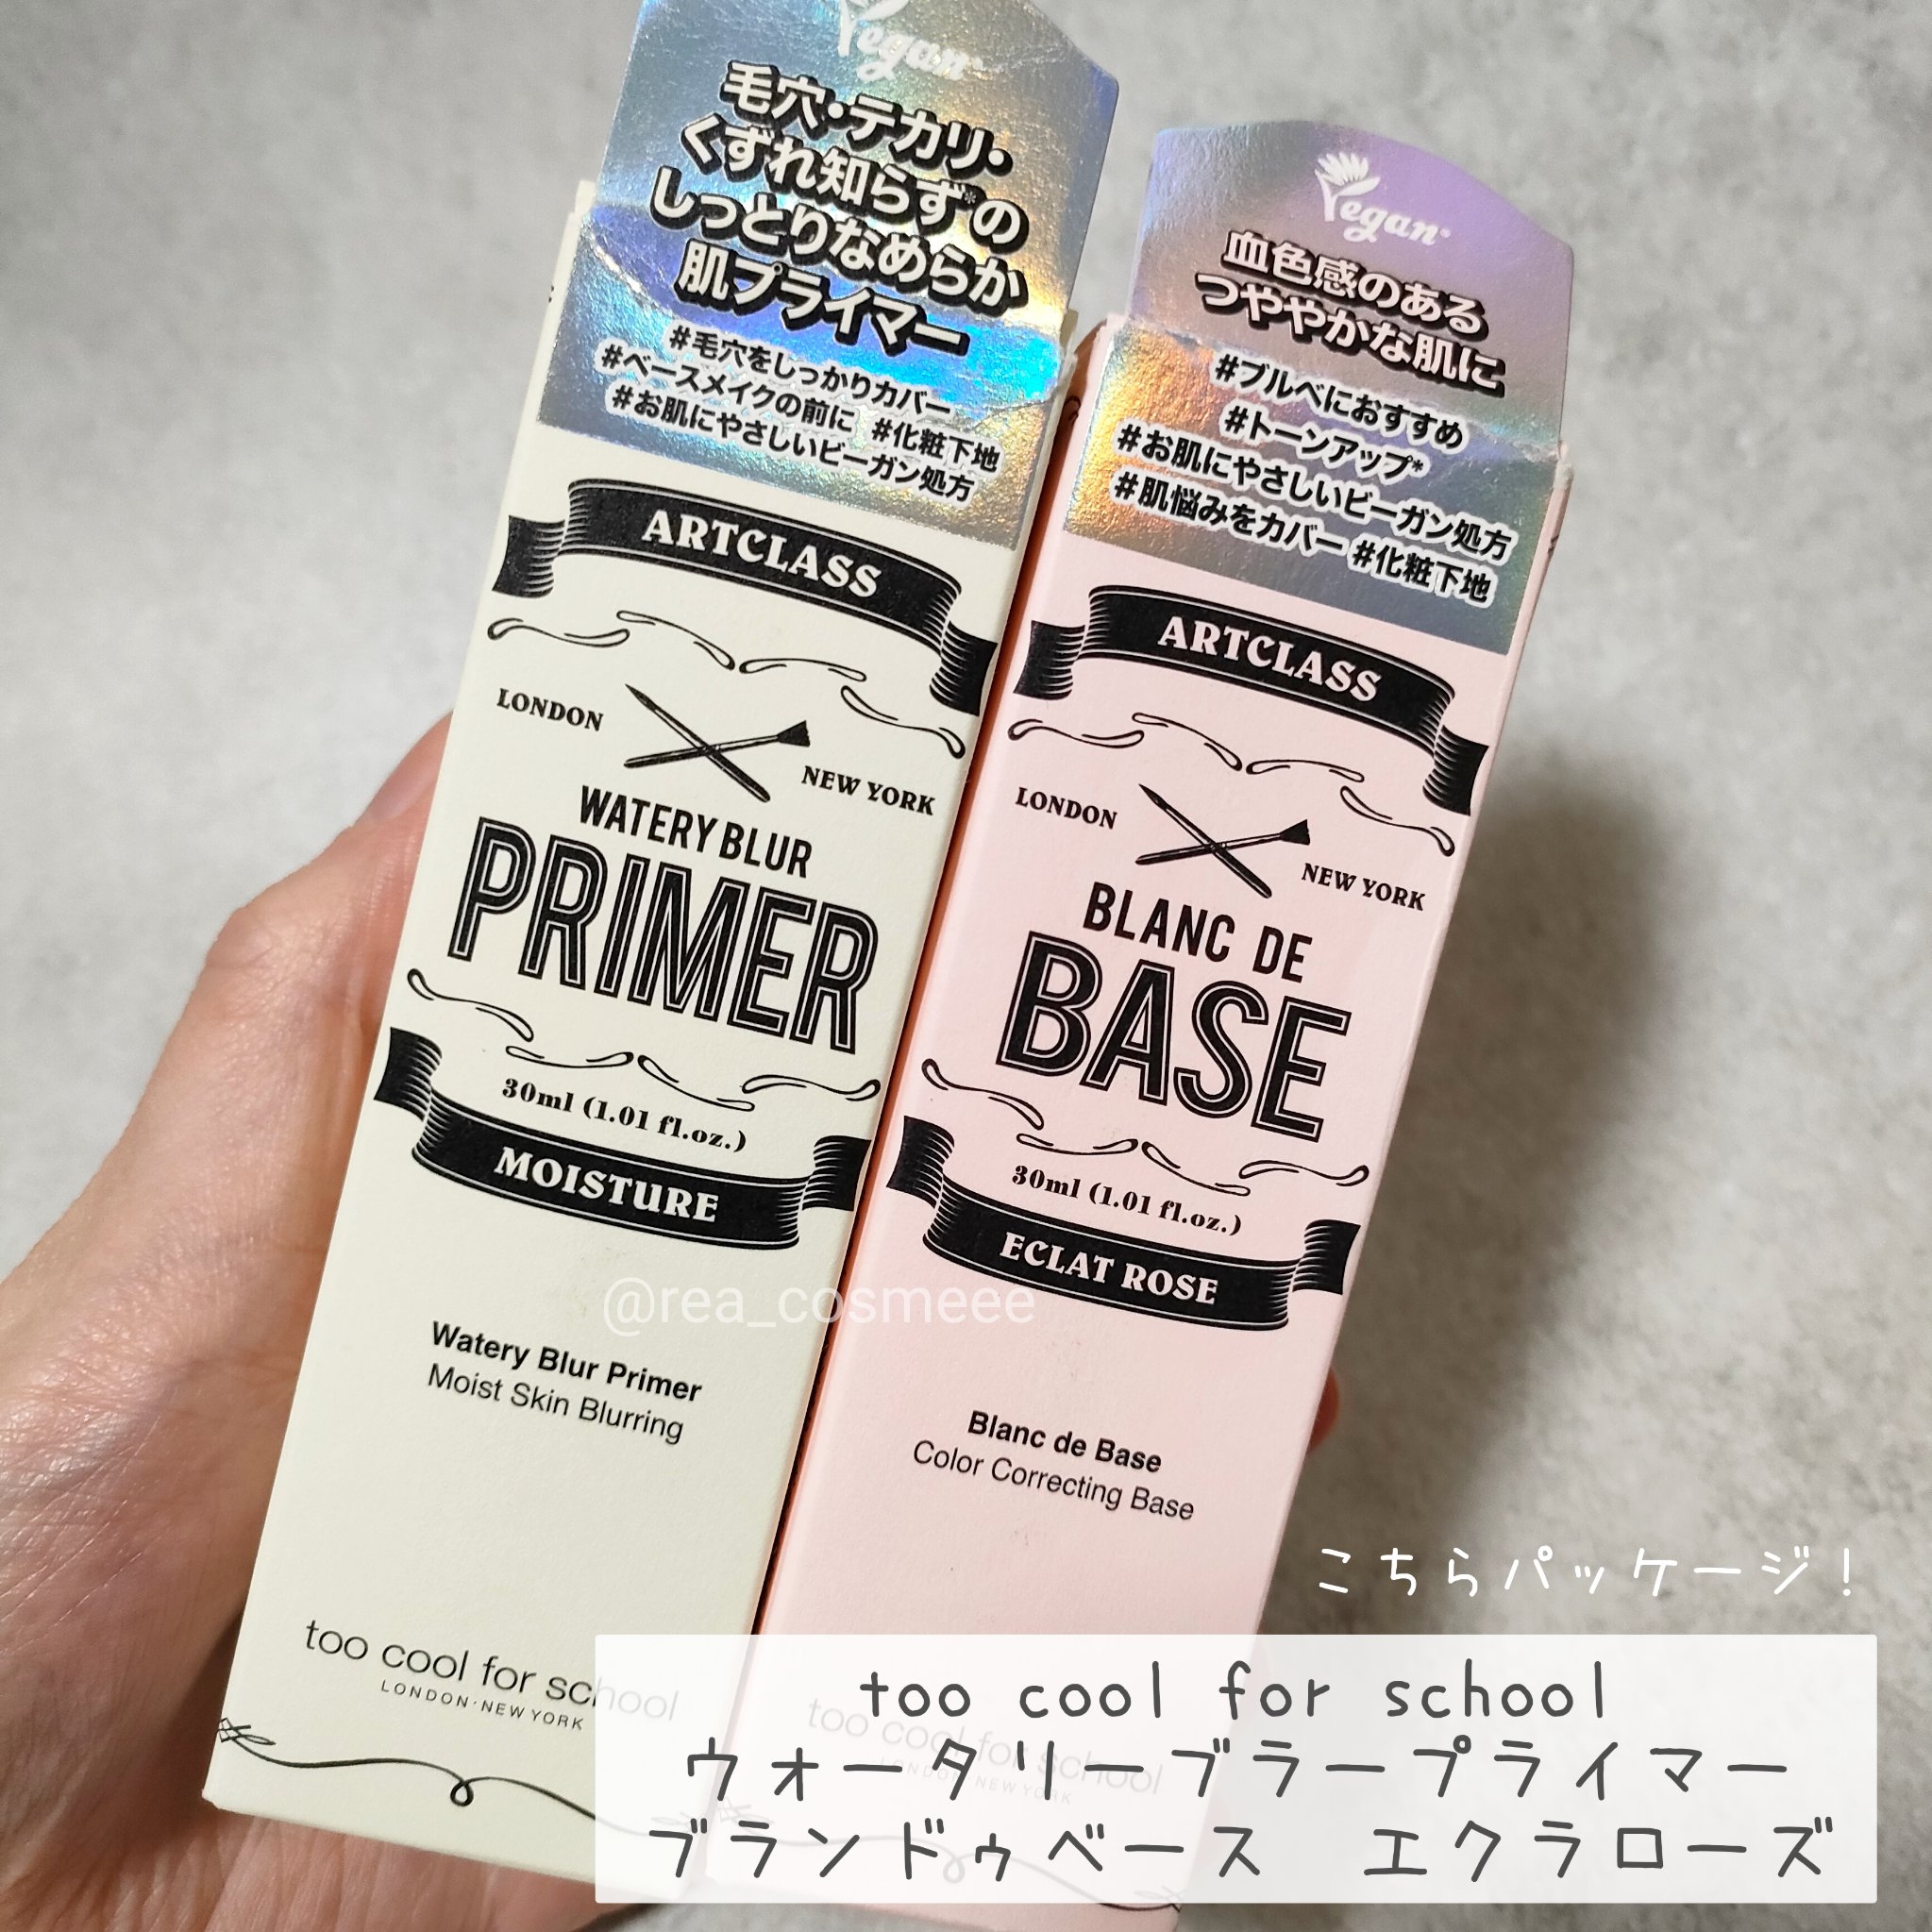 Vegan
毛穴・テカリ・
くずれ知らず*の
しっとりなめらか
肌プライマー
#毛穴をしっかりカバー
#ベースメイクの前に #化粧下地
#お肌にやさしいビーガン処方
ARTCLASS
LONDON
NEW YORK
WATERY BLUR
PRIMER
30ml (1.01 fl.oz.)
MOISTURE
Watery Blur Primer
Moist Skin Blurring
too cool for school
LONDON·NEW YORK
Vegan
血色感のある
つややかな肌に
#ブルベにおすすめ
#トーンアップ*
#お肌にやさしいビーガン処方
#肌悩みをカバー #化粧下地
ARTCLASS
LONDON
NEW YORK
BLANC DE
BASE
30ml (1.01 fl.oz.)
ECLAT ROSE
Blanc de Base
Color Correcting Base
too cool for school
LONDON·NEW YORK
@rea_cosmeee
こちらパッケージ！
too cool for school
ウォータリーブラープライマー
ブランドゥベース エクラローズ